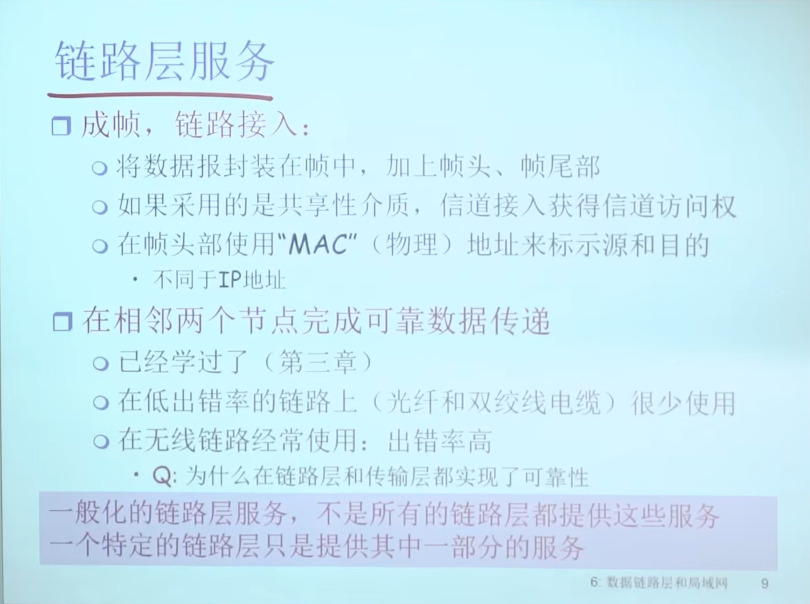 链路层服务
❒ 成帧，链路接入：
○ 将数据报封装在帧中，加上帧头、帧尾部
○ 如果采用的是共享性介质，信道接入获得信道访问权
○ 在帧头部使用“MAC”（物理）地址来标示源和目的
• 不同于IP地址
❒ 在相邻两个节点完成可靠数据传递
○ 已经学过了（第三章）
○ 在低出错率的链路上（光纤和双绞线电缆）很少使用
○ 在无线链路经常使用：出错率高
• Q: 为什么在链路层和传输层都实现了可靠性
一般化的链路层服务，不是所有的链路层都提供这些服务
一个特定的链路层只是提供其中一部分的服务
6: 数据链路层和局域网 9